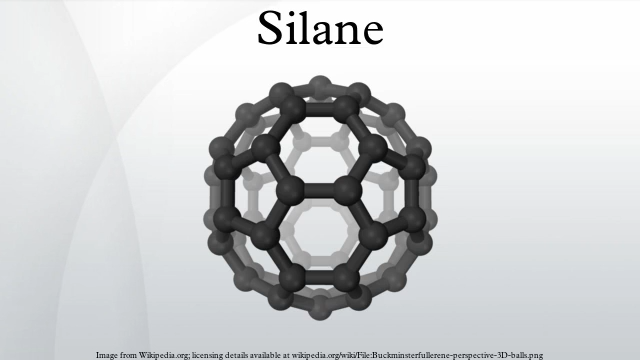 Silane
Image from Wikipedia.org; licensing details available at wikipedia.org/wiki/File:Buckminsterfullerene-perspective-3D-balls.png